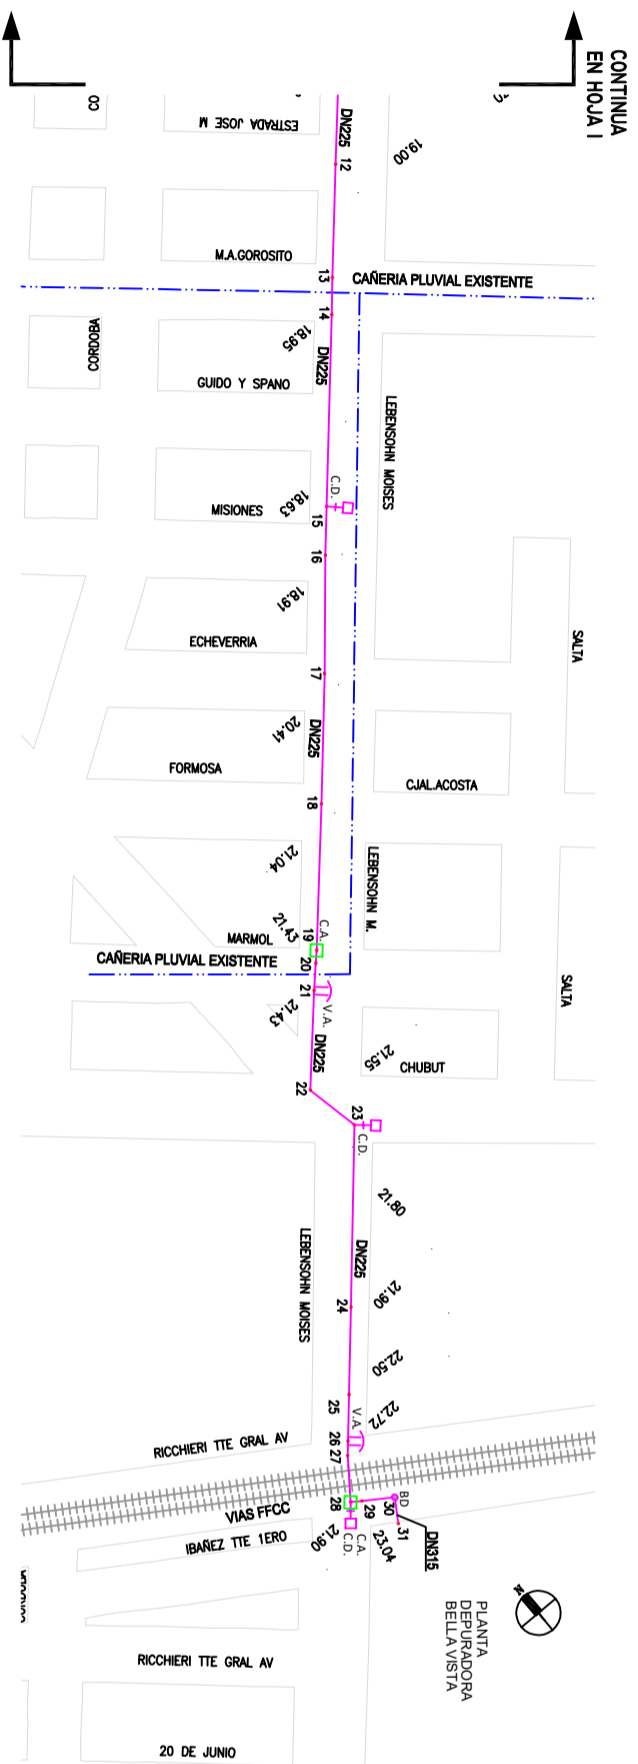 CONTINUA
EN HOJA I
CO
ESTRADA JOSE M
DN225
12
19.00
M.A.GOROSITO
13
CAÑERIA PLUVIAL EXISTENTE
14
18.95
DN225
CORDOBA
GUIDO Y SPANO
LEBENSOHN MOISES
C.D.
18.63
MISIONES
15
16
18.91
ECHEVERRIA
SALTA
17
20.41
DN225
FORMOSA
CJAL.ACOSTA
18
21.04
LEBENSOHN M.
21.43
C.A.
MARMOL
19
CAÑERIA PLUVIAL EXISTENTE
20
SALTA
21
V.A.
21.43
DN225
21.55
CHUBUT
22
23
C.D.
21.80
LEBENSOHN MOISES
DN225
24
21.90
22.50
25
V.A.
22.72
RICCHIERI TTE GRAL AV
26
27
VIAS FFCC
28
BD
29
30
31
IBAÑEZ TTE 1ERO
21.90
C.D.
C.A.
23.04
DN315
PLANTA
DEPURADORA
BELLA VISTA
N
RICCHIERI TTE GRAL AV
20 DE JUNIO